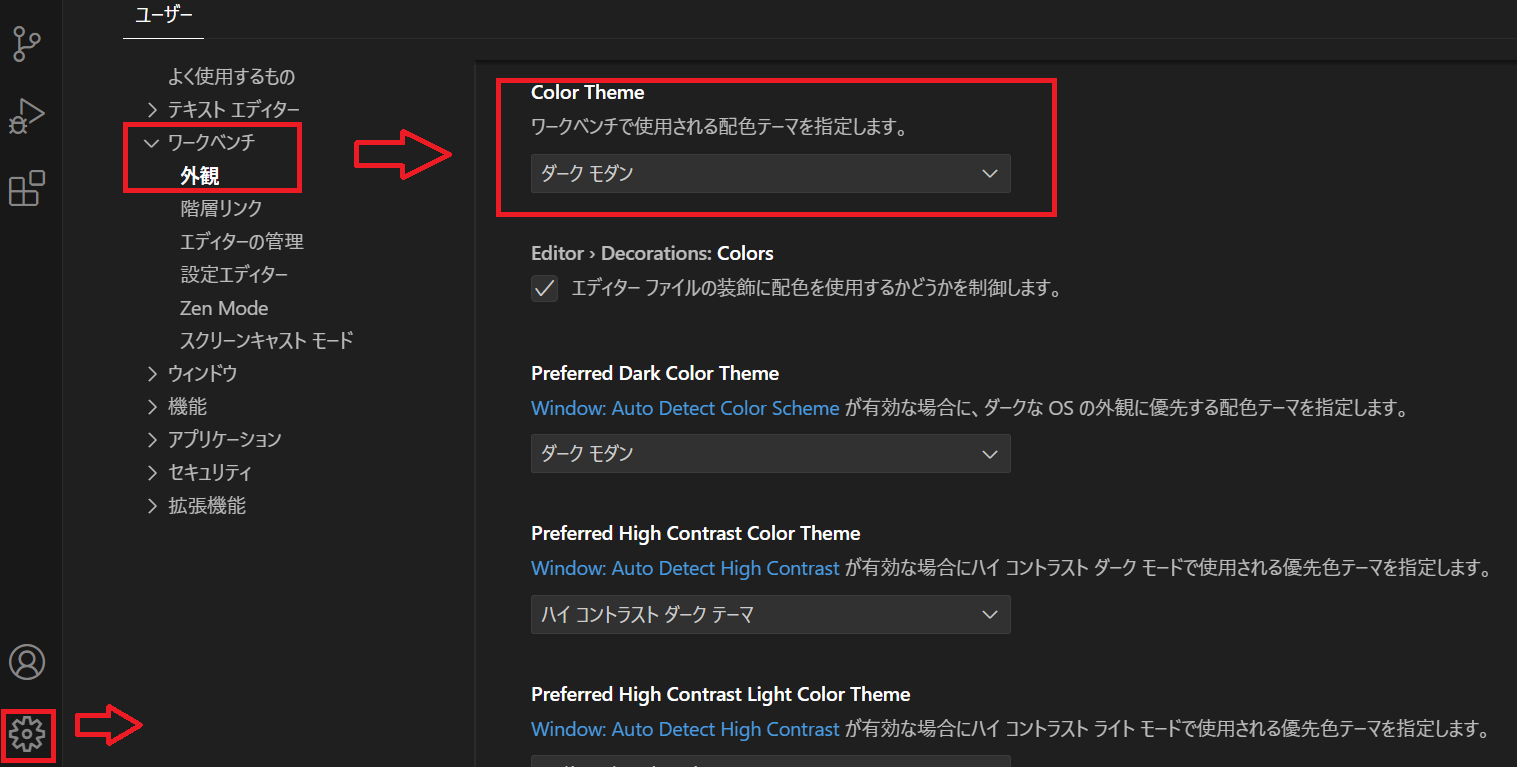 ユーザー
よく使用するもの
テキスト エディター
ワークベンチ
外観
階層リンク
エディターの管理
設定エディター
Zen Mode
スクリーンキャスト モード
ウィンドウ
機能
アプリケーション
セキュリティ
拡張機能
Color Theme
ワークベンチで使用される配色テーマを指定します。
ダーク モダン
Editor › Decorations: Colors
エディター ファイルの装飾に配色を使用するかどうかを制御します。
Preferred Dark Color Theme
Window: Auto Detect Color Scheme が有効な場合に、ダークな OS の外観に優先する配色テーマを指定します。
ダーク モダン
Preferred High Contrast Color Theme
Window: Auto Detect High Contrast が有効な場合にハイ コントラスト ダーク モードで使用される優先色テーマを指定します。
ハイ コントラスト ダーク テーマ
Preferred High Contrast Light Color Theme
Window: Auto Detect High Contrast が有効な場合にハイ コントラスト ライト モードで使用される優先色テーマを指定します。